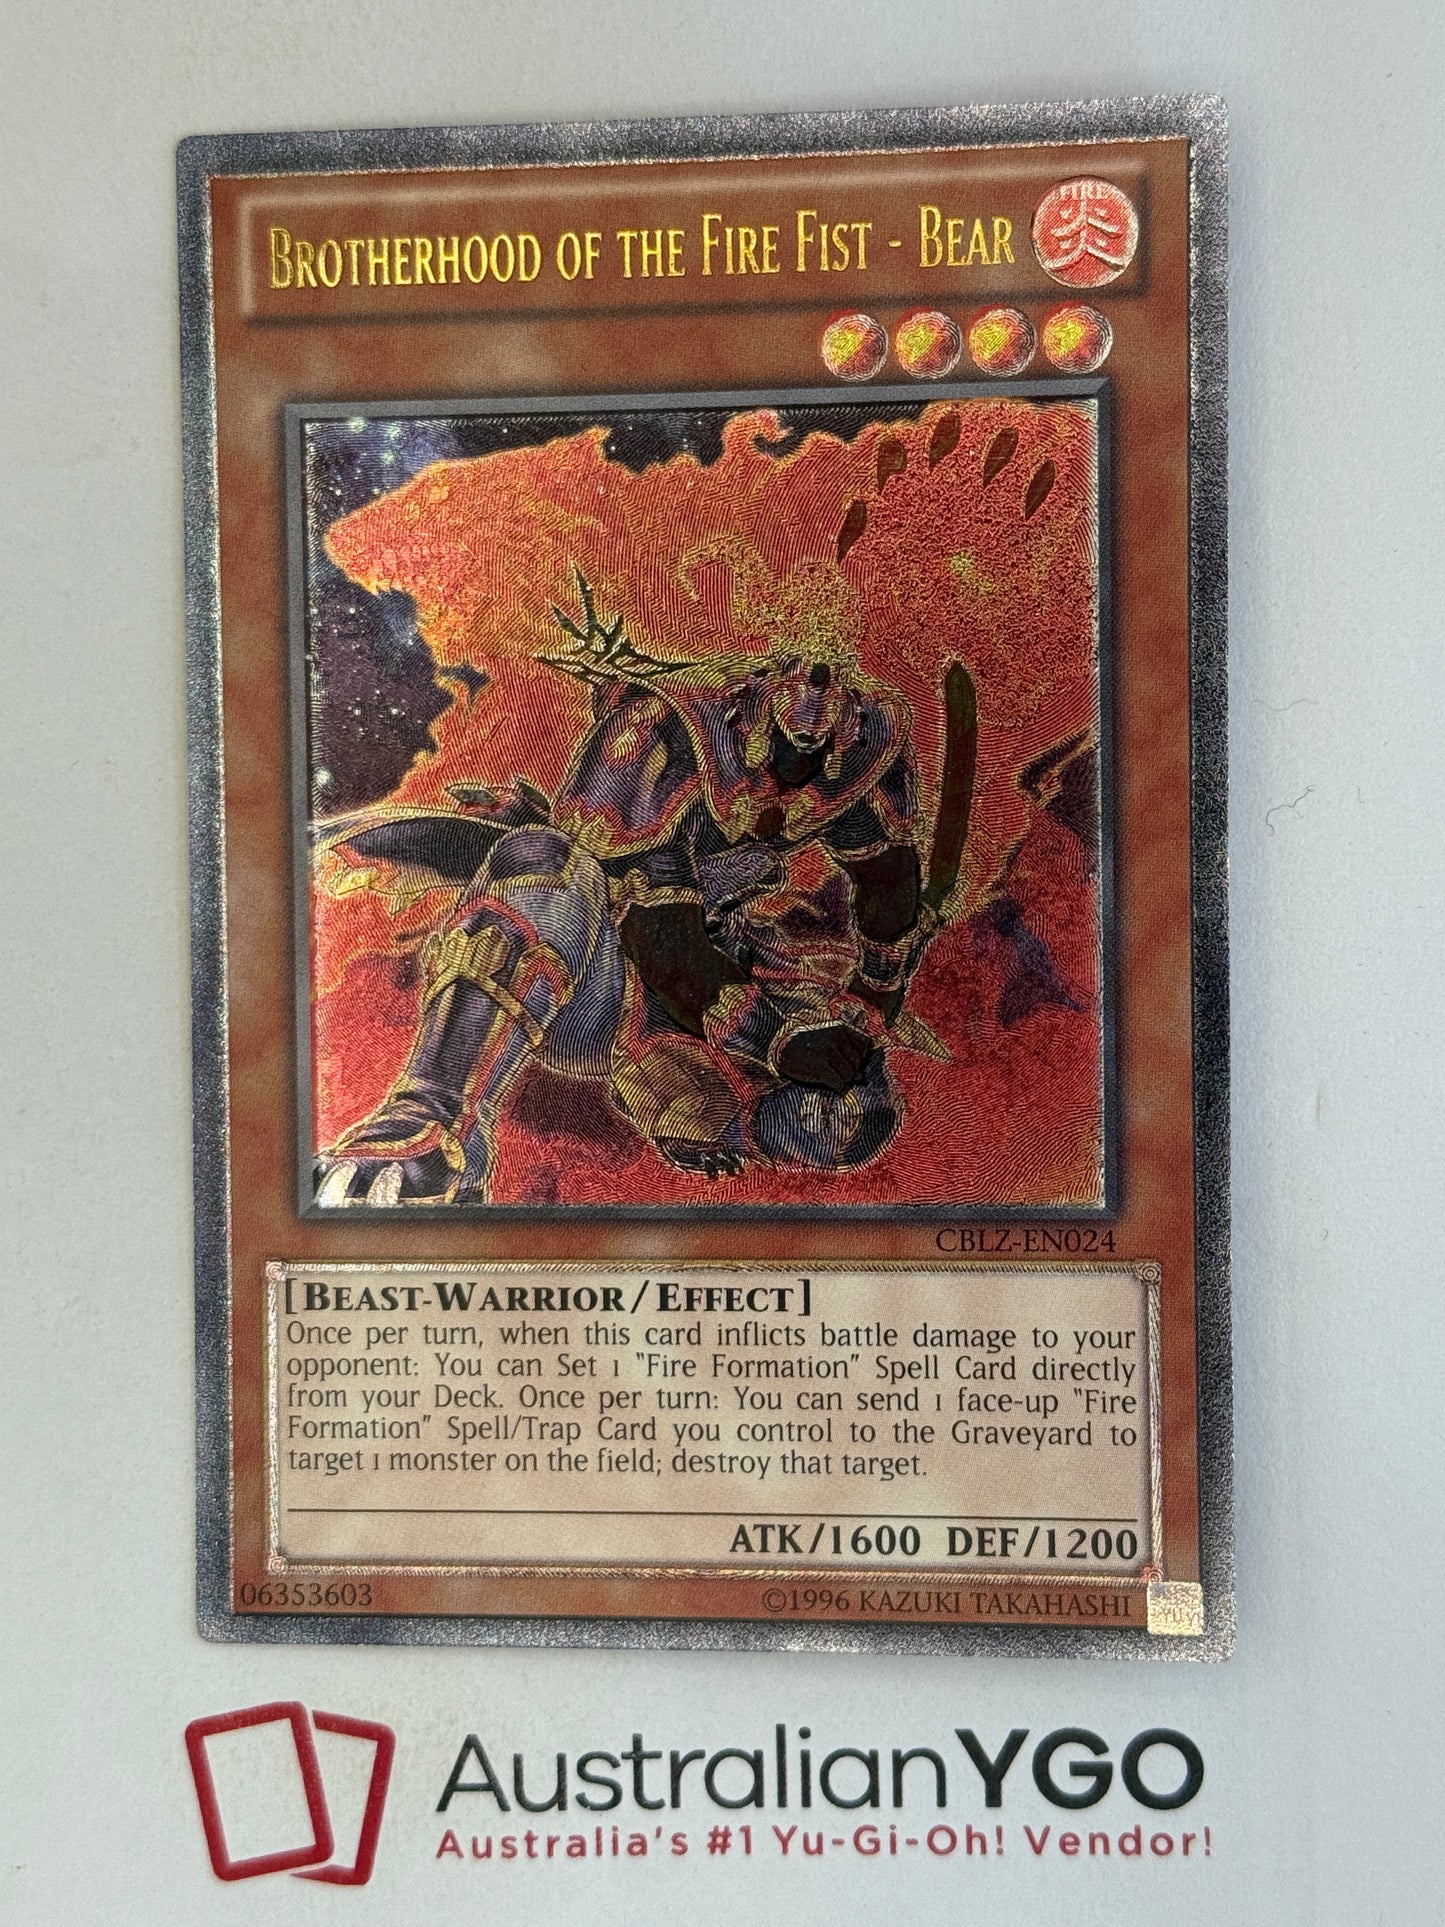 BROTHERHOOD OF THE FIRE FIST - BEAR
FIRE
炎
CBLZ-EN024
[BEAST-WARRIOR/EFFECT]
Once per turn, when this card inflicts battle damage to your
opponent: You can Set 1 "Fire Formation" Spell Card directly
from your Deck. Once per turn: You can send 1 face-up "Fire
Formation" Spell/Trap Card you control to the Graveyard to
target 1 monster on the field; destroy that target.
ATK/1600 DEF/1200
06353603
©1996 KAZUKI TAKAHASHI
AustralianYGO
Australia's #1 Yu-Gi-Oh! Vendor!